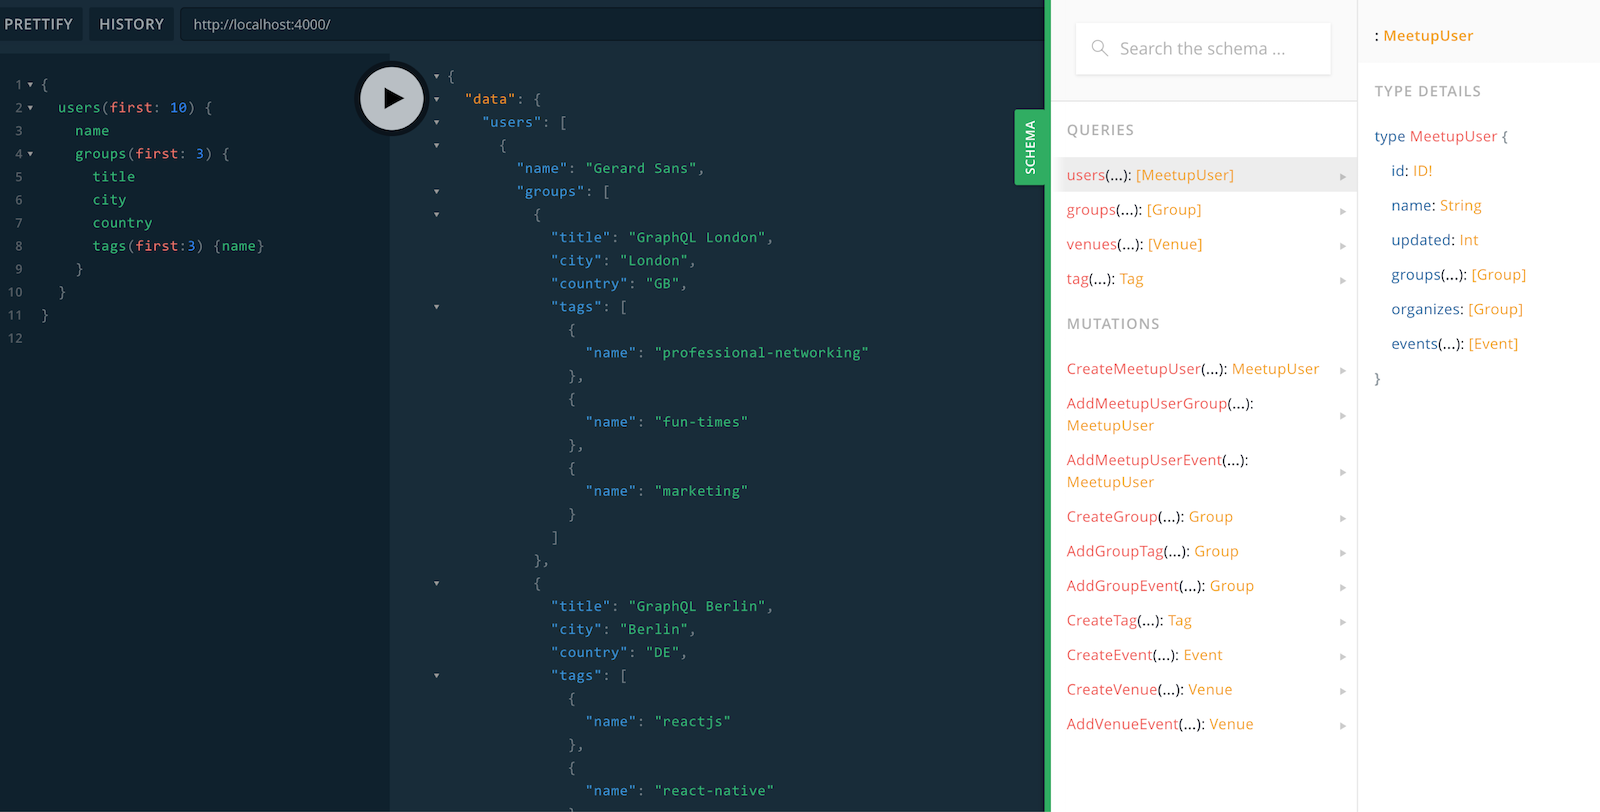 PRETTIFY HISTORY http://localhost:4000/
1 {
2 users(first: 10) {
3 name
4 groups(first: 3) {
5 title
6 city
7 country
8 tags(first:3) {name}
9 }
10 }
11 }
12
{
"data": {
"users": [
{
"name": "Gerard Sans",
"groups": [
{
"title": "GraphQL London",
"city": "London",
"country": "GB",
"tags": [
{
"name": "professional-networking"
},
{
"name": "fun-times"
},
{
"name": "marketing"
}
]
},
{
"title": "GraphQL Berlin",
"city": "Berlin",
"country": "DE",
"tags": [
{
"name": "reactjs"
},
{
"name": "react-native"
SCHEMA
Search the schema ...
QUERIES
users(...): [MeetupUser]
groups(...): [Group]
venues(...): [Venue]
tag(...): Tag
MUTATIONS
CreateMeetupUser(...): MeetupUser
AddMeetupUserGroup(...):
MeetupUser
AddMeetupUserEvent(...):
MeetupUser
CreateGroup(...): Group
AddGroupTag(...): Group
AddGroupEvent(...): Group
CreateTag(...): Tag
CreateEvent(...): Event
CreateVenue(...): Venue
AddVenueEvent(...): Venue
: MeetupUser
TYPE DETAILS
type MeetupUser {
id: ID!
name: String
updated: Int
groups(...): [Group]
organizes: [Group]
events(...): [Event]
}